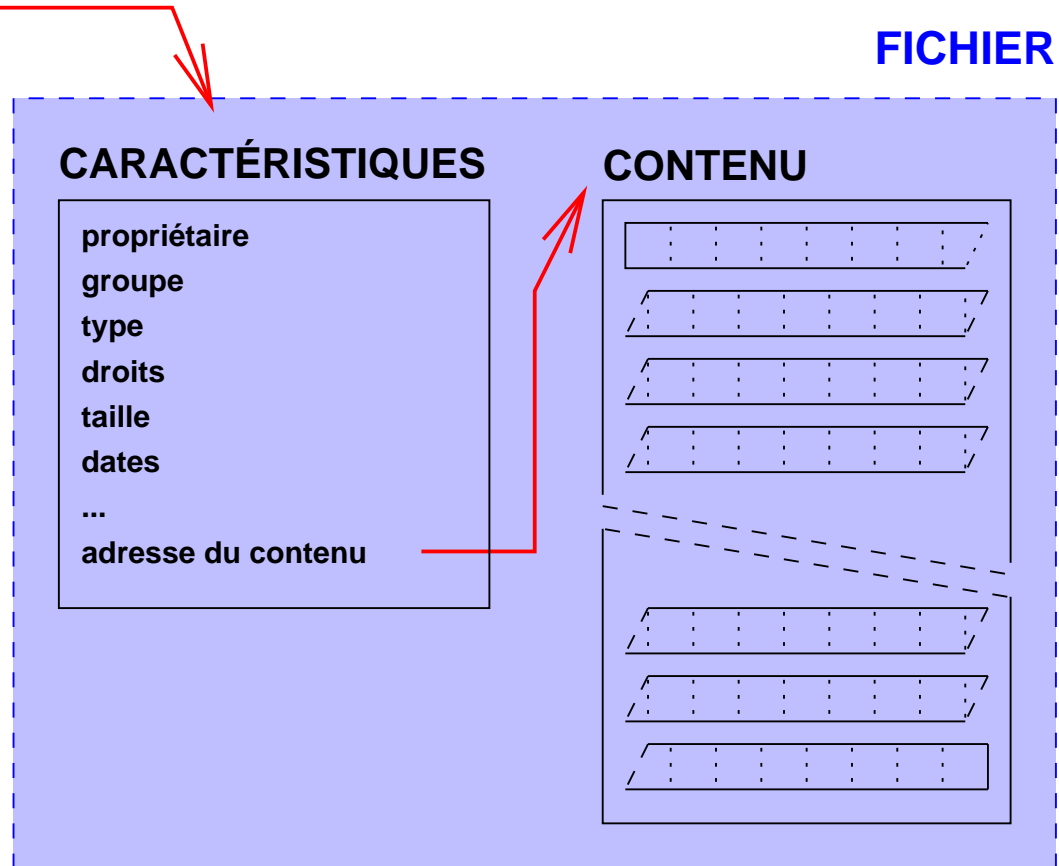 FICHIER
CARACTÉRISTIQUES
propriétaire
groupe
type
droits
taille
dates
...
adresse du contenu
CONTENU